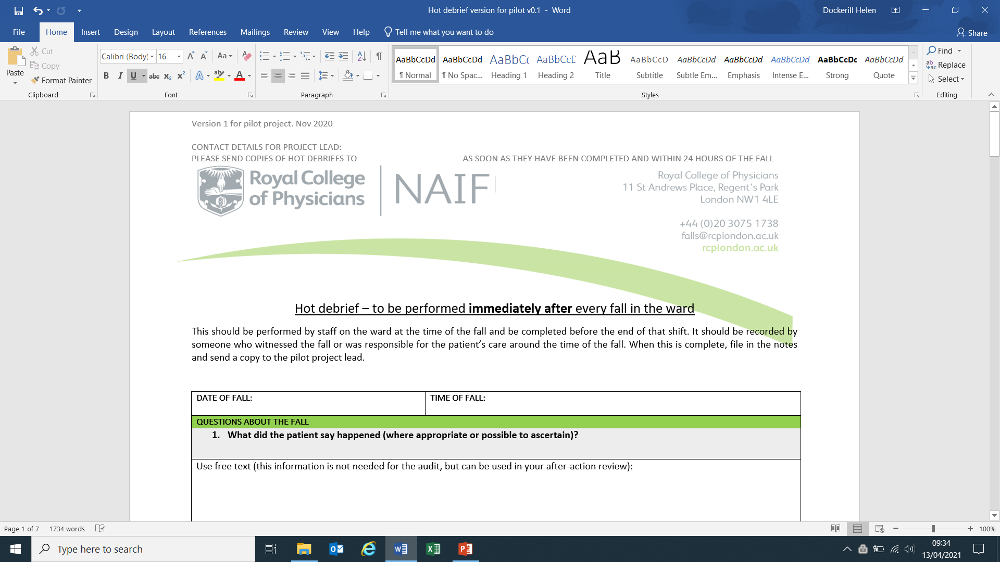 Hot debrief version for pilot v0.1 - Word
Dockerill Helen
File
Home
Insert
Design
Layout
References
Mailings
Review
View
Help
Tell me what you want to do
Share
Paste
Cut
Copy
Format Painter
Clipboard
Calibri (Body)
16
Aa
B I U abc x₂ x²
A
Font
Paragraph
AaBbCcDd
¶ Normal
AaBbCcDd
¶ No Spac...
AaBbCc
Heading 1
AaBbCcD
Heading 2
AaB
Title
AaBbCcD
Subtitle
AaBbCcDd
Subtle Em...
AaBbCcDd
Emphasis
AaBbCcDd
Intense E...
AaBbCcDc
Strong
AaBbCcDd
Quote
Styles
Find
Replace
Select
Editing
Version 1 for pilot project. Nov 2020
CONTACT DETAILS FOR PROJECT LEAD:
PLEASE SEND COPIES OF HOT DEBRIEFS TO AS SOON AS THEY HAVE BEEN COMPLETED AND WITHIN 24 HOURS OF THE FALL
Royal College
of Physicians
NAIF
Royal College of Physicians
11 St Andrews Place, Regent's Park
London NW1 4LE
+44 (0)20 3075 1738
falls@rcplondon.ac.uk
rcplondon.ac.uk
Hot debrief – to be performed immediately after every fall in the ward
This should be performed by staff on the ward at the time of the fall and be completed before the end of that shift. It should be recorded by
someone who witnessed the fall or was responsible for the patient's care around the time of the fall. When this is complete, file in the notes
and send a copy to the pilot project lead.
DATE OF FALL:
TIME OF FALL:
QUESTIONS ABOUT THE FALL
1. What did the patient say happened (where appropriate or possible to ascertain)?
Use free text (this information is not needed for the audit, but can be used in your after-action review):
Page 1 of 7
1734 words
100%
Type here to search
09:34
13/04/2021